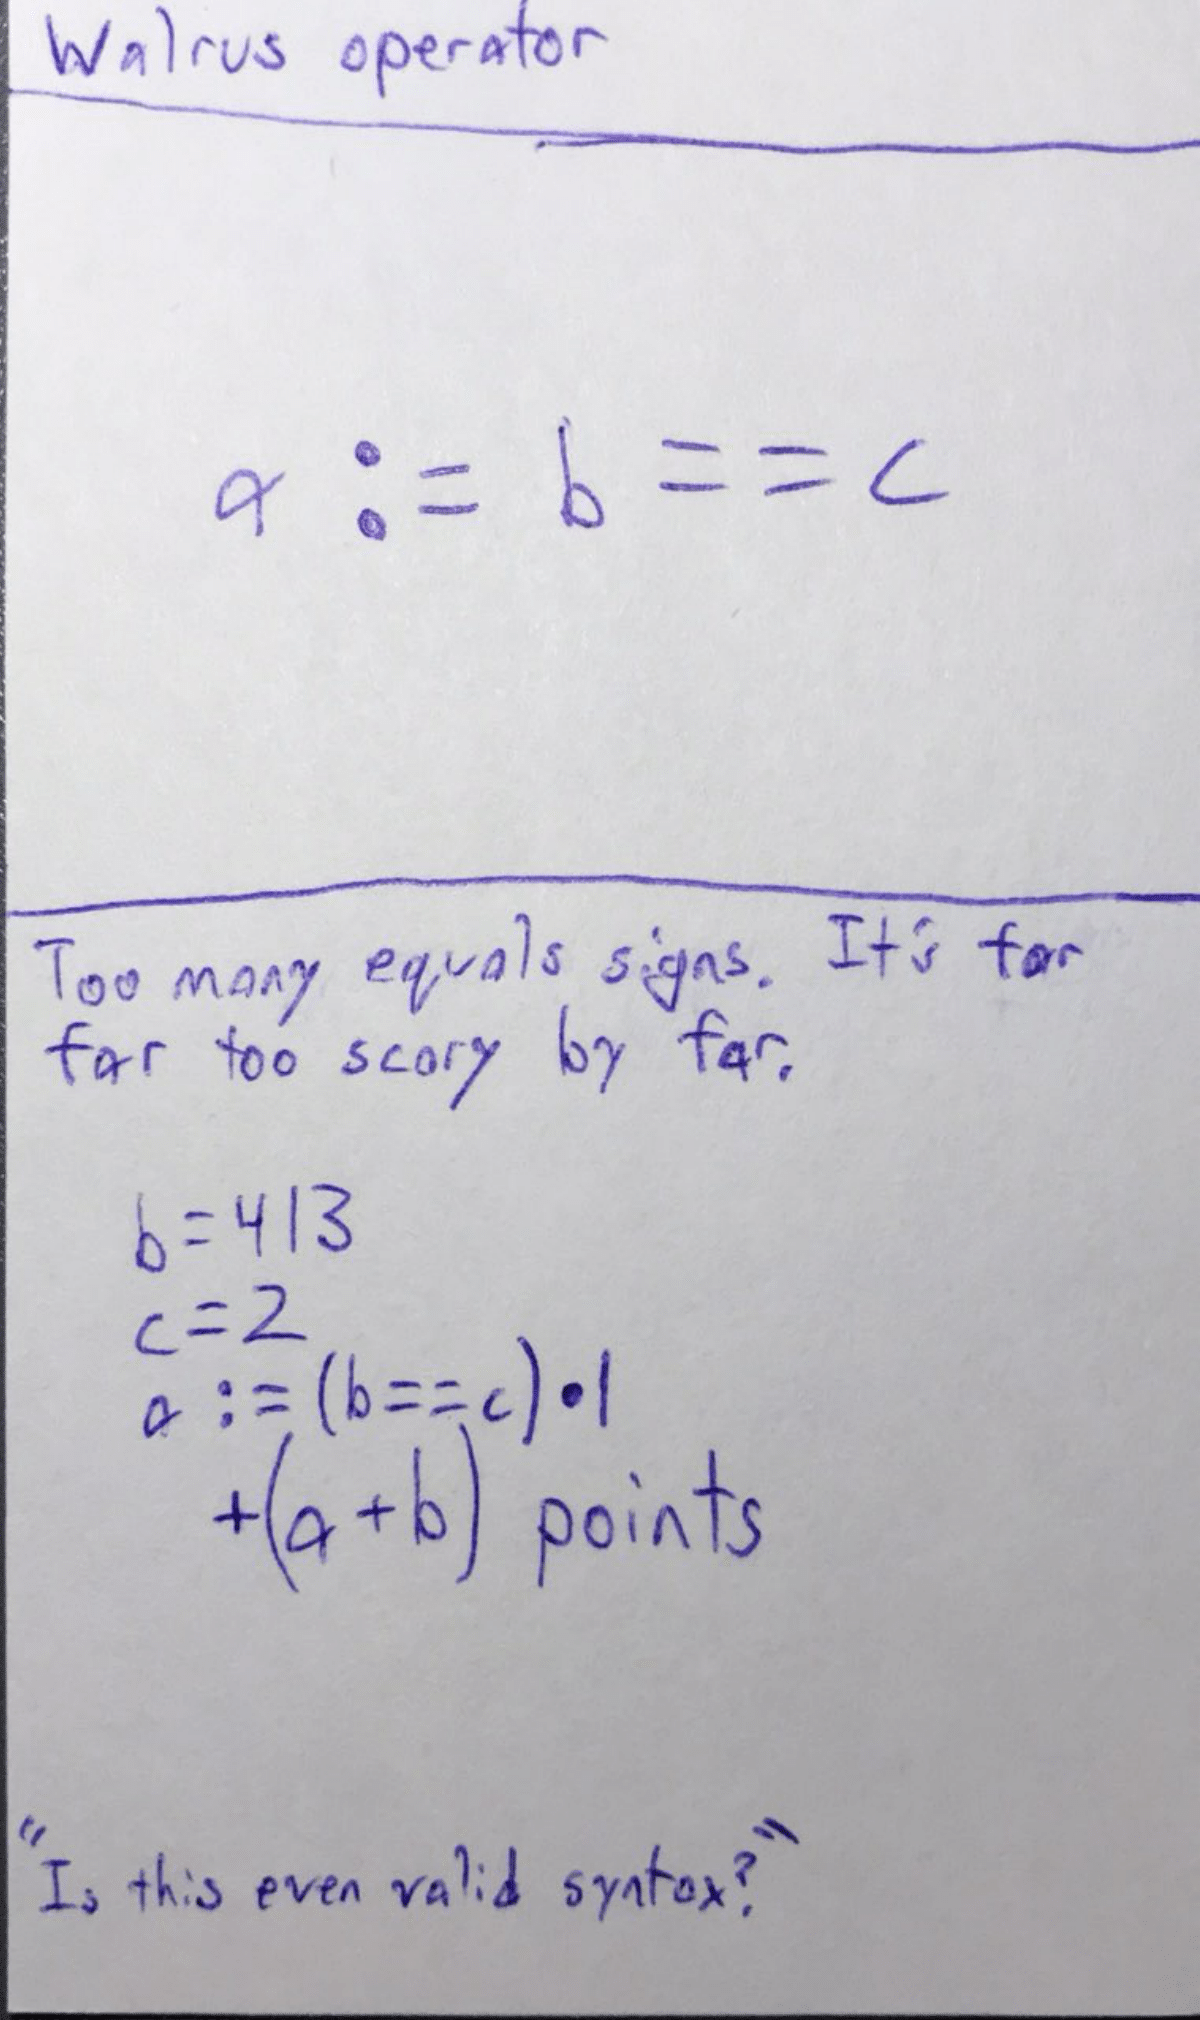 Walrus operator
a := b == c
Too many equals signs. It's far
far too scary by far.
b=413
c=2
a := (b==c)•1
+(a+b) points
"Is this even valid syntax?"